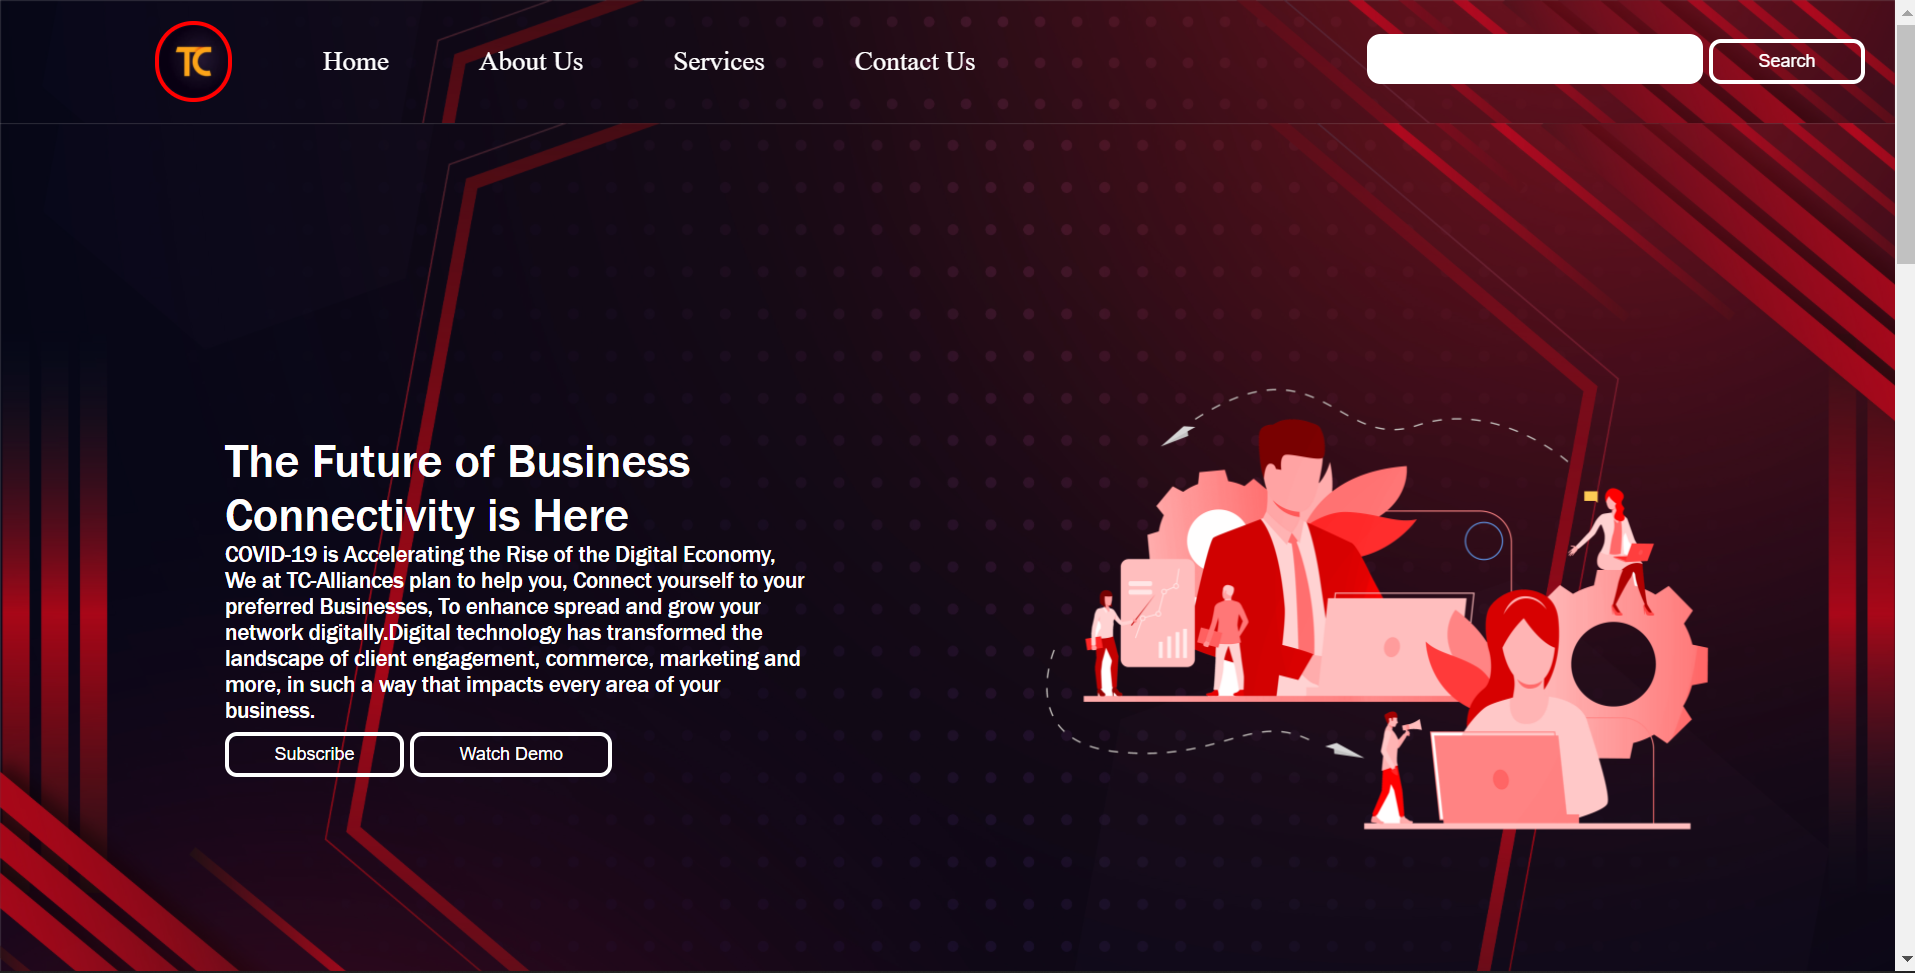 TC
Home
About Us
Services
Contact Us
Search
The Future of Business
Connectivity is Here
COVID-19 is Accelerating the Rise of the Digital Economy,
We at TC-Alliances plan to help you, Connect yourself to your
preferred Businesses, To enhance spread and grow your
network digitally.Digital technology has transformed the
landscape of client engagement, commerce, marketing and
more, in such a way that impacts every area of your
business.
Subscribe
Watch Demo